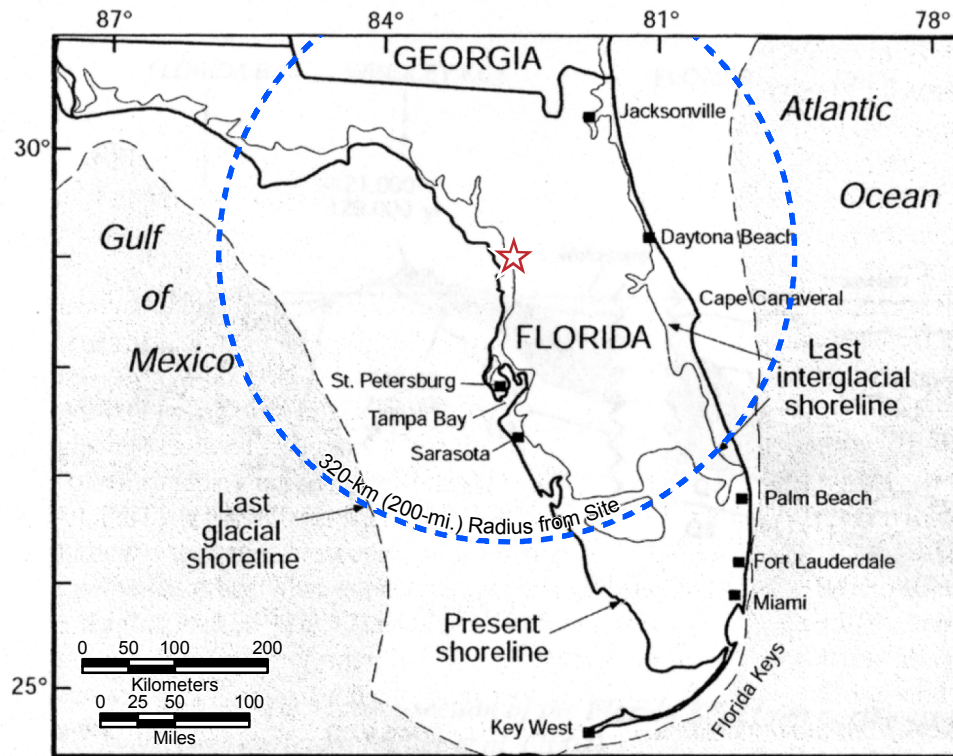 87° 84° 81° 78°
GEORGIA
Jacksonville
Atlantic
Ocean
30°
Gulf
of
Mexico
Daytona Beach
Cape Canaveral
FLORIDA
Last
interglacial
shoreline
St. Petersburg
Tampa Bay
Sarasota
320-km (200-mi.) Radius from Site
Last
glacial
shoreline
Palm Beach
Fort Lauderdale
Miami
Present
shoreline
0 50 100 200
Kilometers
0 25 50 100
Miles
25°
Florida Keys
Key West